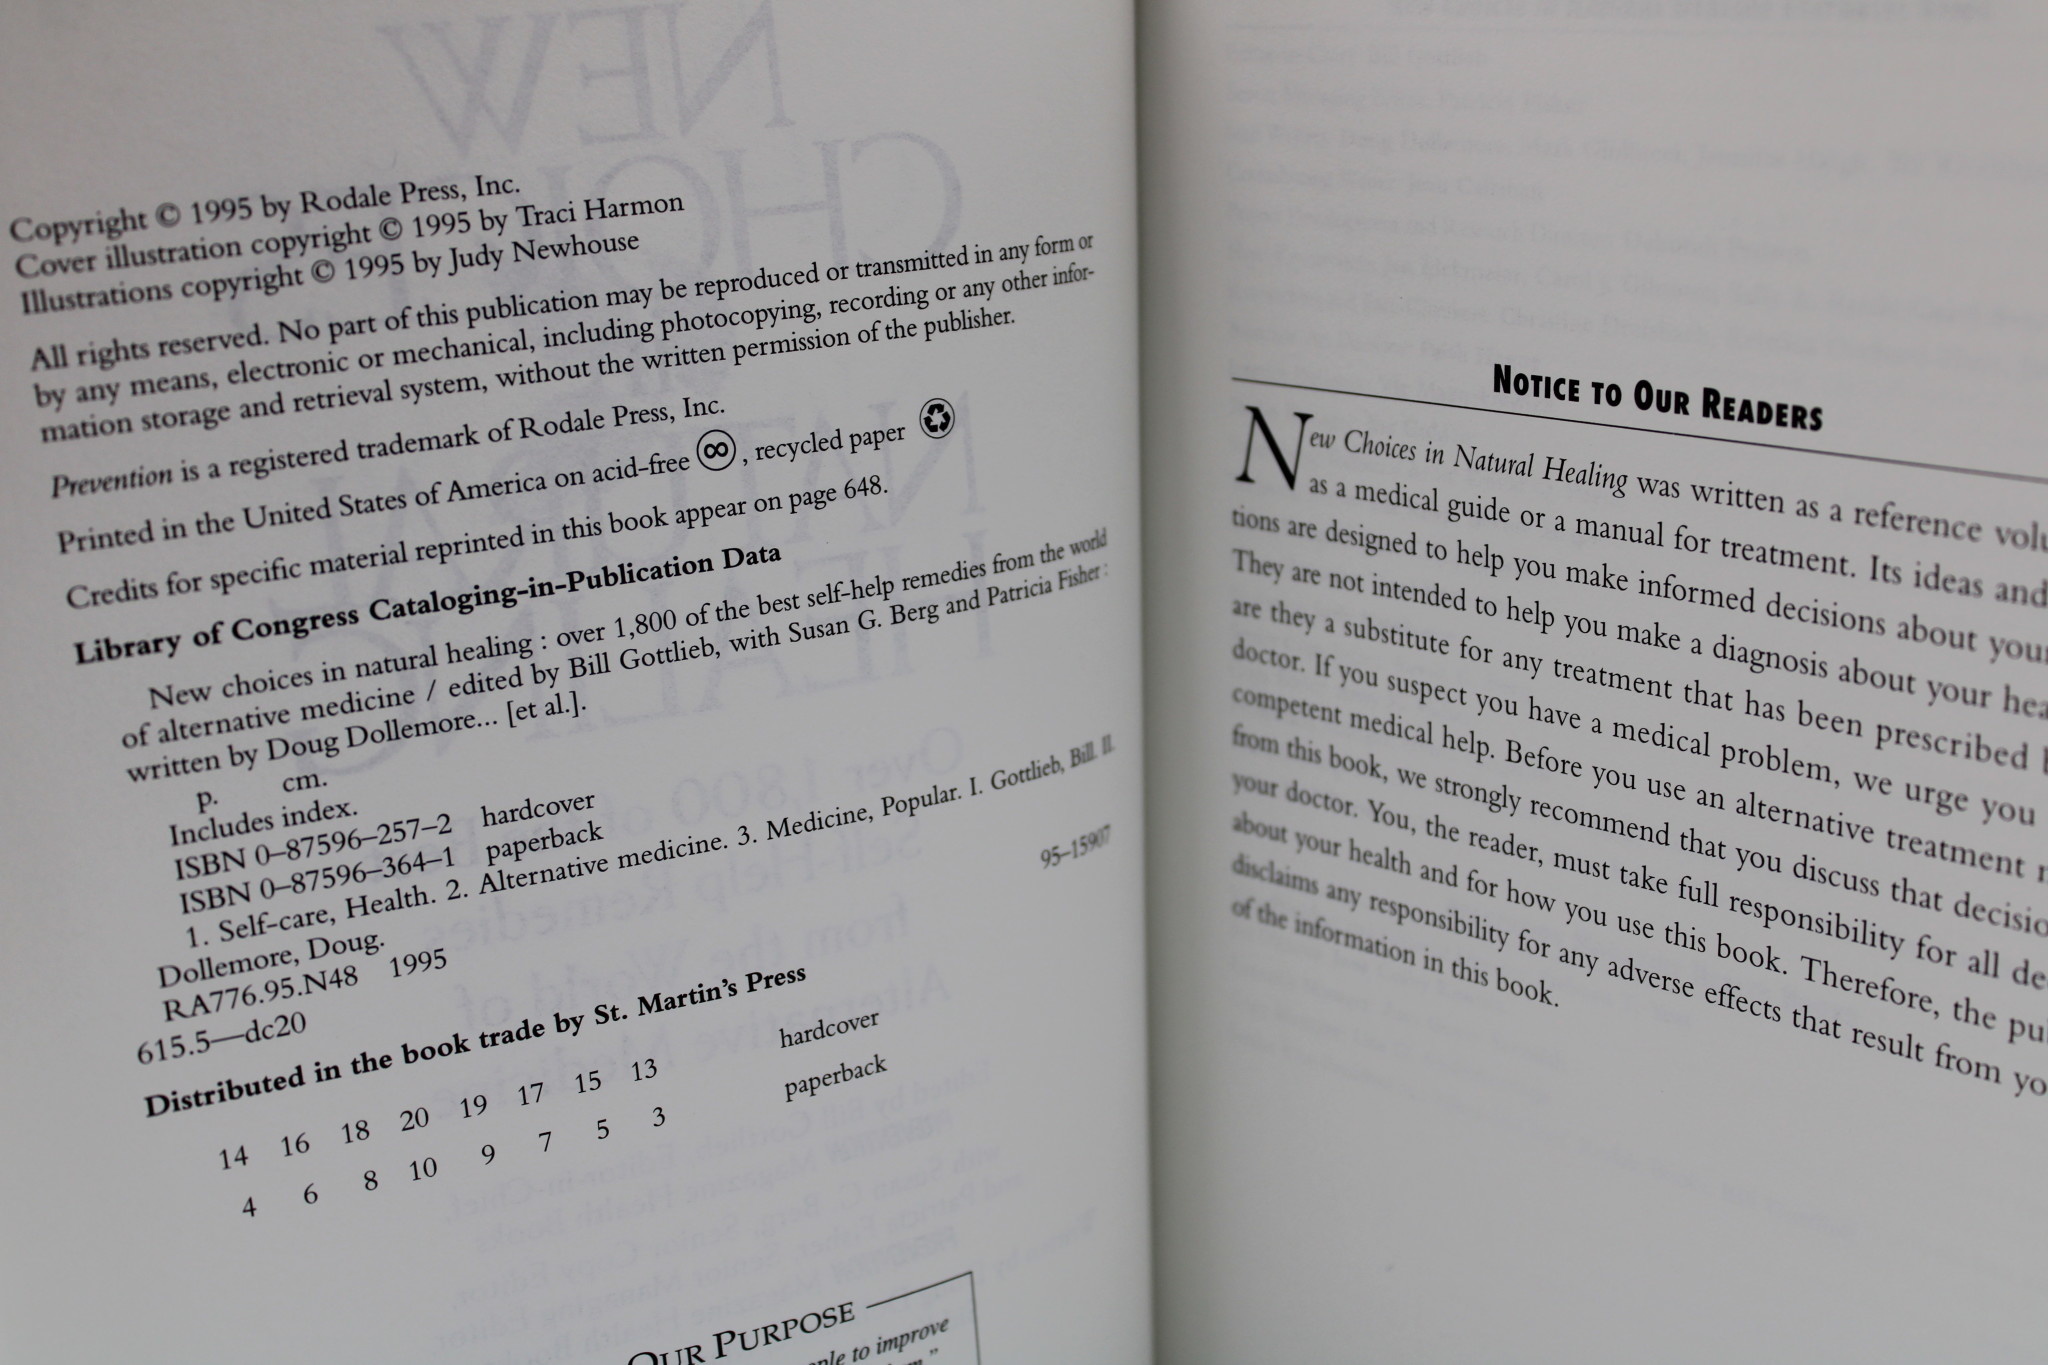 Copyright © 1995 by Rodale Press, Inc.
Cover illustration copyright © 1995 by Traci Harmon
Illustrations copyright © 1995 by Judy Newhouse
All rights reserved. No part of this publication may be reproduced or transmitted in any form or
by any means, electronic or mechanical, including photocopying, recording or any other infor-
mation storage and retrieval system, without the written permission of the publisher.
Prevention is a registered trademark of Rodale Press, Inc.
Printed in the United States of America on acid-free ∞, recycled paper ♻
Credits for specific material reprinted in this book appear on page 648.
Library of Congress Cataloging-in-Publication Data
New choices in natural healing : over 1,800 of the best self-help remedies from the world
of alternative medicine / edited by Bill Gottlieb, with Susan G. Berg and Patricia Fisher :
written by Doug Dollemore... [et al.].
p. cm.
Includes index.
ISBN 0–87596–257–2 hardcover
ISBN 0–87596–364–1 paperback
1. Self-care, Health. 2. Alternative medicine. 3. Medicine, Popular. I. Gottlieb, Bill. II.
Dollemore, Doug.
RA776.95.N48 1995
615.5—dc20 95–15907
Distributed in the book trade by St. Martin's Press
14 16 18 20 19 17 15 13 hardcover
4 6 8 10 9 7 5 3 paperback
OUR PURPOSE
to improve
NOTICE TO OUR READERS
New Choices in Natural Healing was written as a reference
as a medical guide or a manual for treatment. Its ideas and
tions are designed to help you make informed decisions about your
They are not intended to help you make a diagnosis about your
are they a substitute for any treatment that has been prescribed
doctor. If you suspect you have a medical problem, we urge you
competent medical help. Before you use an alternative treatment
from this book, we strongly recommend that you discuss that
your doctor. You, the reader, must take full responsibility for all
about your health and for how you use this book. Therefore, the
disclaims any responsibility for any adverse effects that result from
of the information in this book.